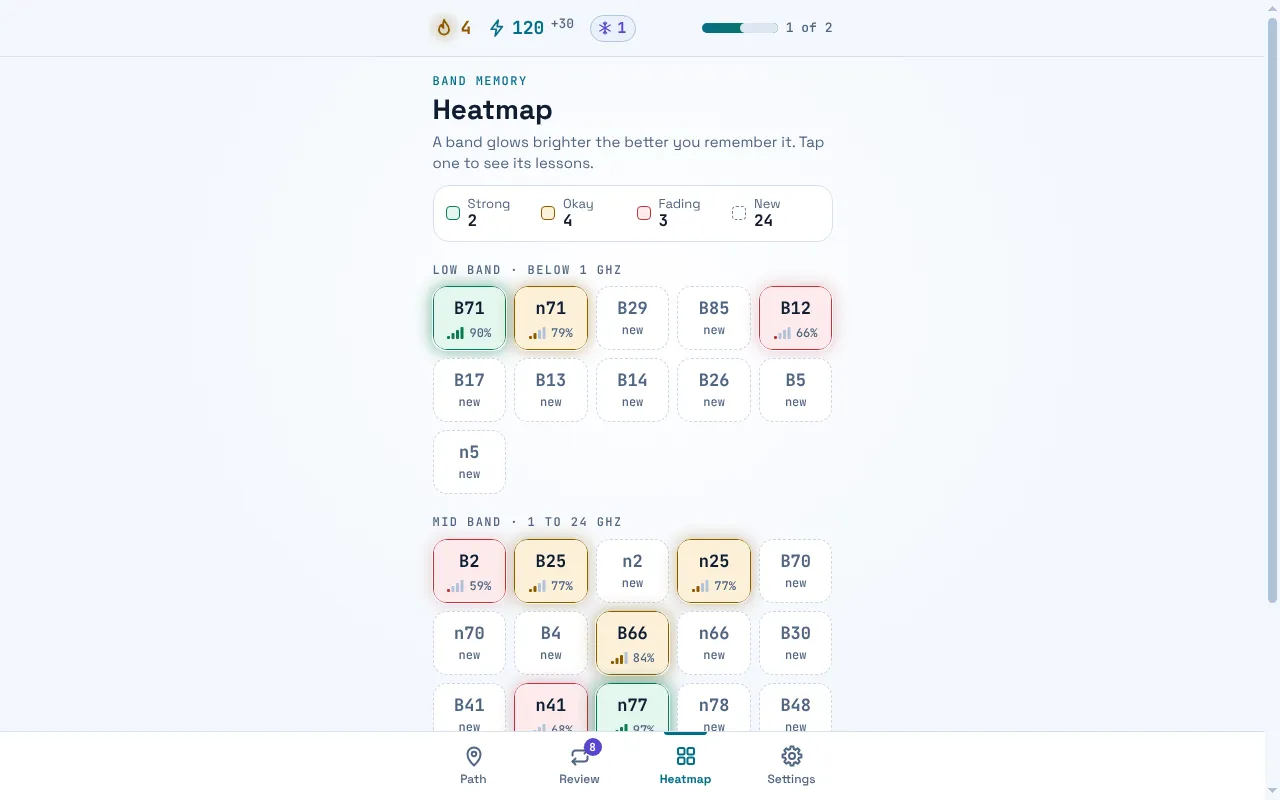 4 120 +30 1 1 of 2
BAND MEMORY
Heatmap
A band glows brighter the better you remember it. Tap
one to see its lessons.
Strong Okay Fading New
2 4 3 24
LOW BAND · BELOW 1 GHZ
B71 n71 B29 B85 B12
90% 79% new new 66%
B17 B13 B14 B26 B5
new new new new new
n5
new
MID BAND · 1 TO 24 GHZ
B2 B25 n2 n25 B70
59% 77% new 77% new
n70 B4 B66 n66 B30
new new 84% new new
B41 n41 n77 n78 B48
new 68% 97% new new
8
Path Review Heatmap Settings